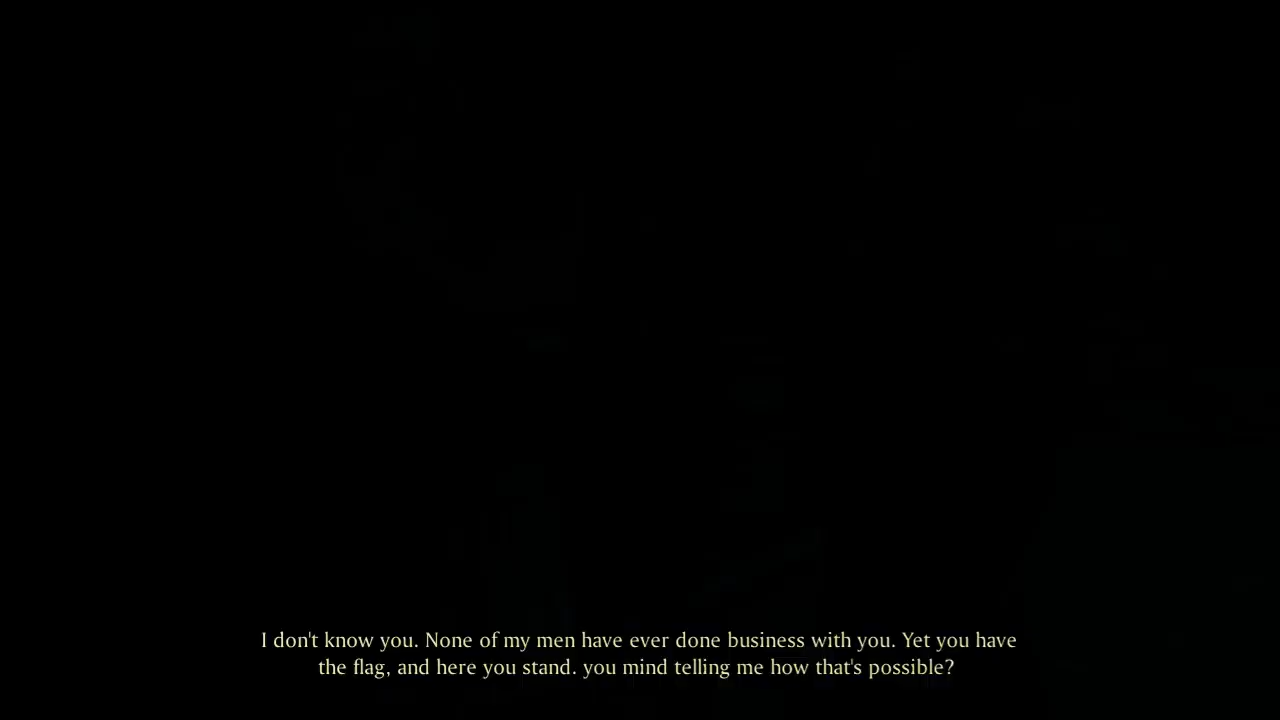 I don't know you. None of my men have ever done business with you. Yet you have
the flag, and here you stand. you mind telling me how that's possible?